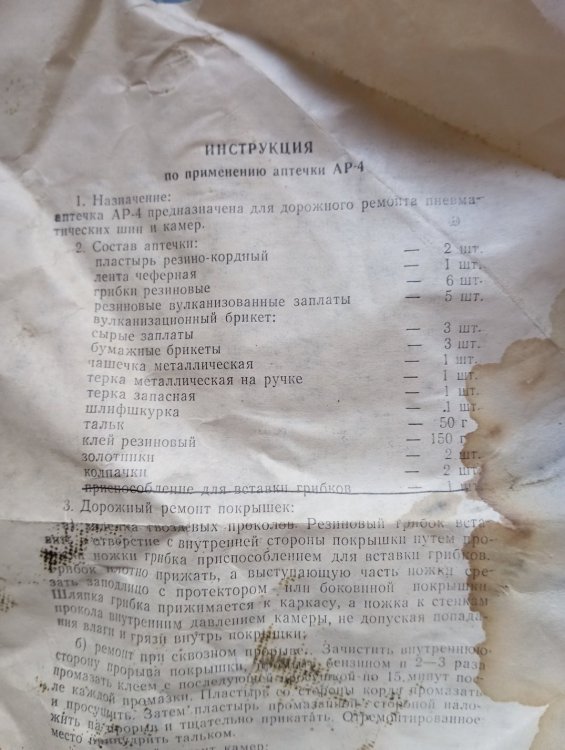 ИНСТРУКЦИЯ
по применению аптечки АР-4
1. Назначение:
аптечка АР-4 предназначена для дорожного ремонта пневма-
тических шин и камер.
2. Состав аптечки:
пластырь резино-кордный — 2 шт.
лента чеферная — 1 шт.
грибки резиновые — 6 шт.
резиновые вулканизованные заплаты — 5 шт.
вулканизационный брикет:
сырые заплаты — 3 шт.
бумажные брикеты — 3 шт.
чашечка металлическая — 1 шт.
терка металлическая на ручке — 1 шт.
терка запасная — 1 шт.
шлифшкурка — 1 шт.
тальк — 50 г
клей резиновый — 150 г
золотники — 2 шт.
колпачки — 2 шт.
приспособление для вставки грибков — 1 шт.
3. Дорожный ремонт покрышек:
а) заделка гвоздевых проколов. Резиновый грибок вста-
отверстие с внутренней стороны покрышки путем
ножки грибка приспособлением для вставки грибков.
Грибок плотно прижать, а выступающую часть ножки сре-
зать заподлицо с протектором или боковиной покрышки.
Шляпка грибка прижимается к каркасу, а ножка к стенкам
прокола внутренним давлением камеры, не допуская попада-
ния влаги и грязи внутрь покрышки;
б) ремонт при сквозном прорыве. Зачистить внутреннюю
сторону прорыва покрышки, бензином и 2—3 раза
промазать клеем с последующей по 15 минут пос-
ле каждой промазки. Пластырь со стороны корда промазать
и просушить. Затем пластырь промазанной стороной нало-
жить на прорыв и тщательно прикатать. Отремонтированное
место припудрить тальком.
ремонт камер: